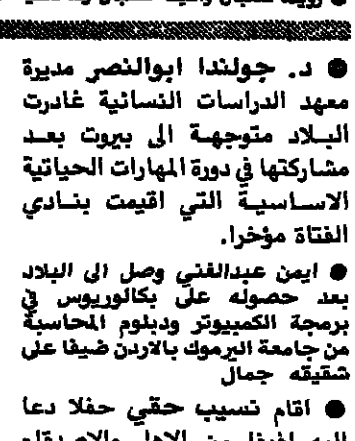 ● د. جولندا ابوالنصر مديرة
معهد الدراسات النسائية غادرت
البلاد متوجهة الى بيروت بعد
مشاركتها في دورة المهارات الحياتية
الاساسية التي اقيمت بنادي
الفتاة مؤخرا.
● ايمن عبدالغني وصل الى البلاد
بعد حصوله على بكالوريوس في
برمجة الكمبيوتر ودبلوم المحاسبة
من جامعة اليرموك بالاردن ضيفا على
شقيقه جمال
● اقام نسيب حقي حفلا دعا